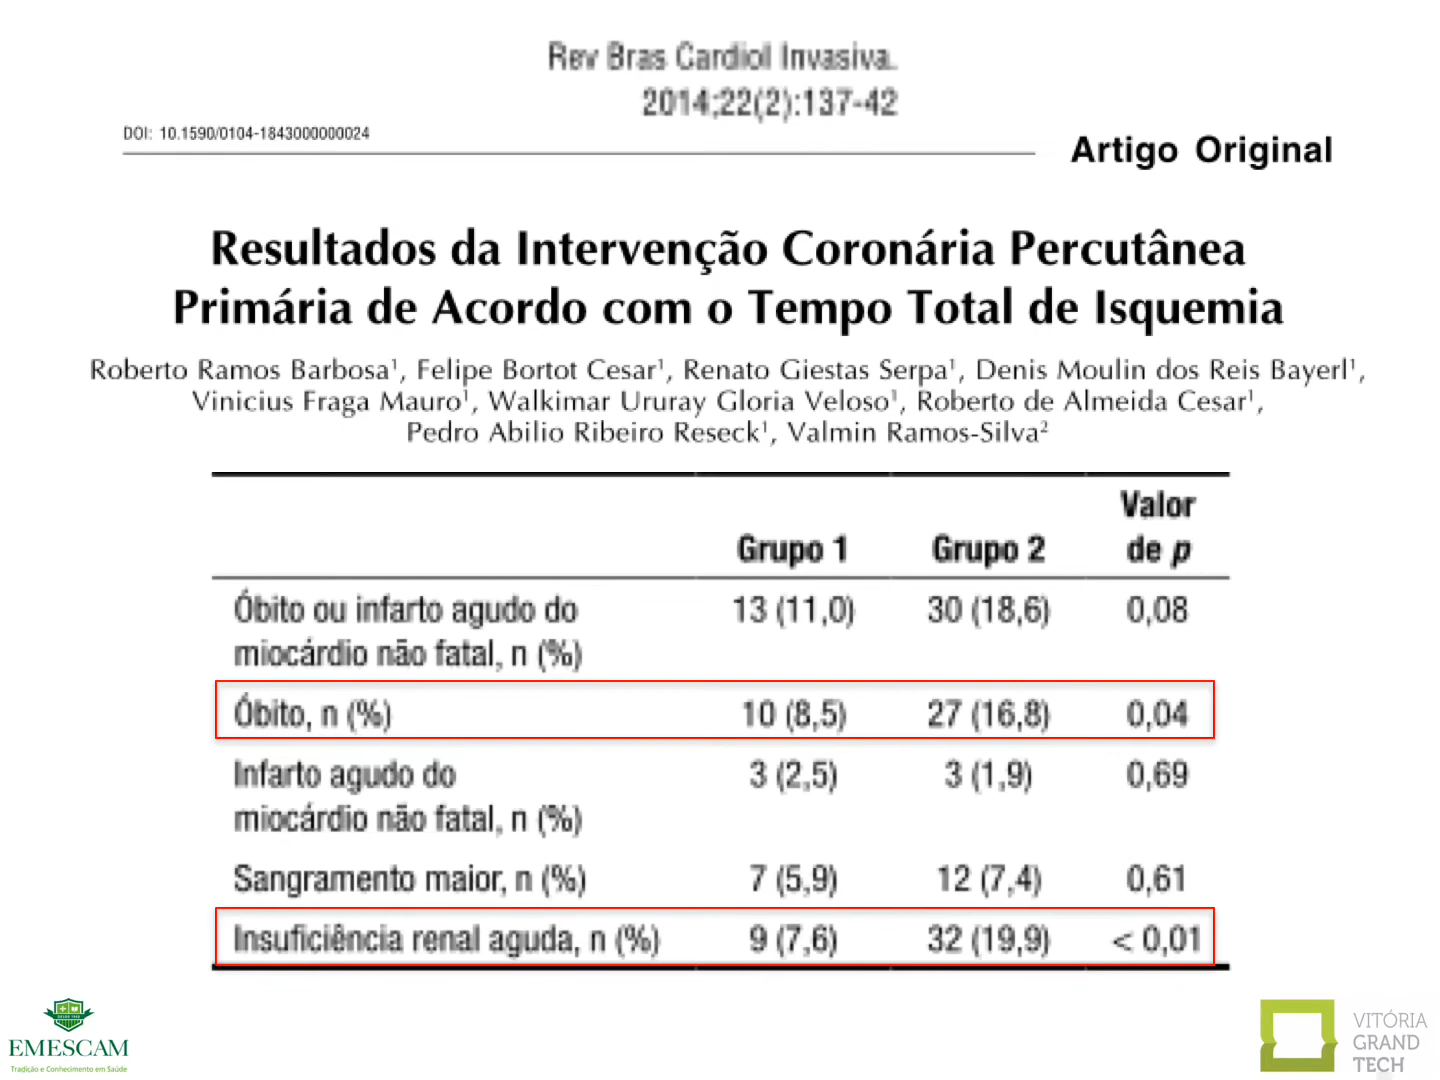 Rev Bras Cardiol Invasiva.
2014;22(2):137-42
DOI: 10.1590/0104-1843000000024
Artigo Original
Resultados da Intervenção Coronária Percutânea
Primária de Acordo com o Tempo Total de Isquemia
Roberto Ramos Barbosa¹, Felipe Bortot Cesar¹, Renato Giestas Serpa¹, Denis Moulin dos Reis Bayerl¹,
Vinicius Fraga Mauro¹, Walkimar Ururay Gloria Veloso¹, Roberto de Almeida Cesar¹,
Pedro Abilio Ribeiro Reseck¹, Valmin Ramos-Silva²
Valor
Grupo 1 Grupo 2 de p
Óbito ou infarto agudo do 13 (11,0) 30 (18,6) 0,08
miocárdio não fatal, n (%)
Óbito, n (%) 10 (8,5) 27 (16,8) 0,04
Infarto agudo do 3 (2,5) 3 (1,9) 0,69
miocárdio não fatal, n (%)
Sangramento maior, n (%) 7 (5,9) 12 (7,4) 0,61
Insuficiência renal aguda, n (%) 9 (7,6) 32 (19,9) < 0,01
EMESCAM
Tradição e Conhecimento em Saúde
VITÓRIA
GRAND
TECH